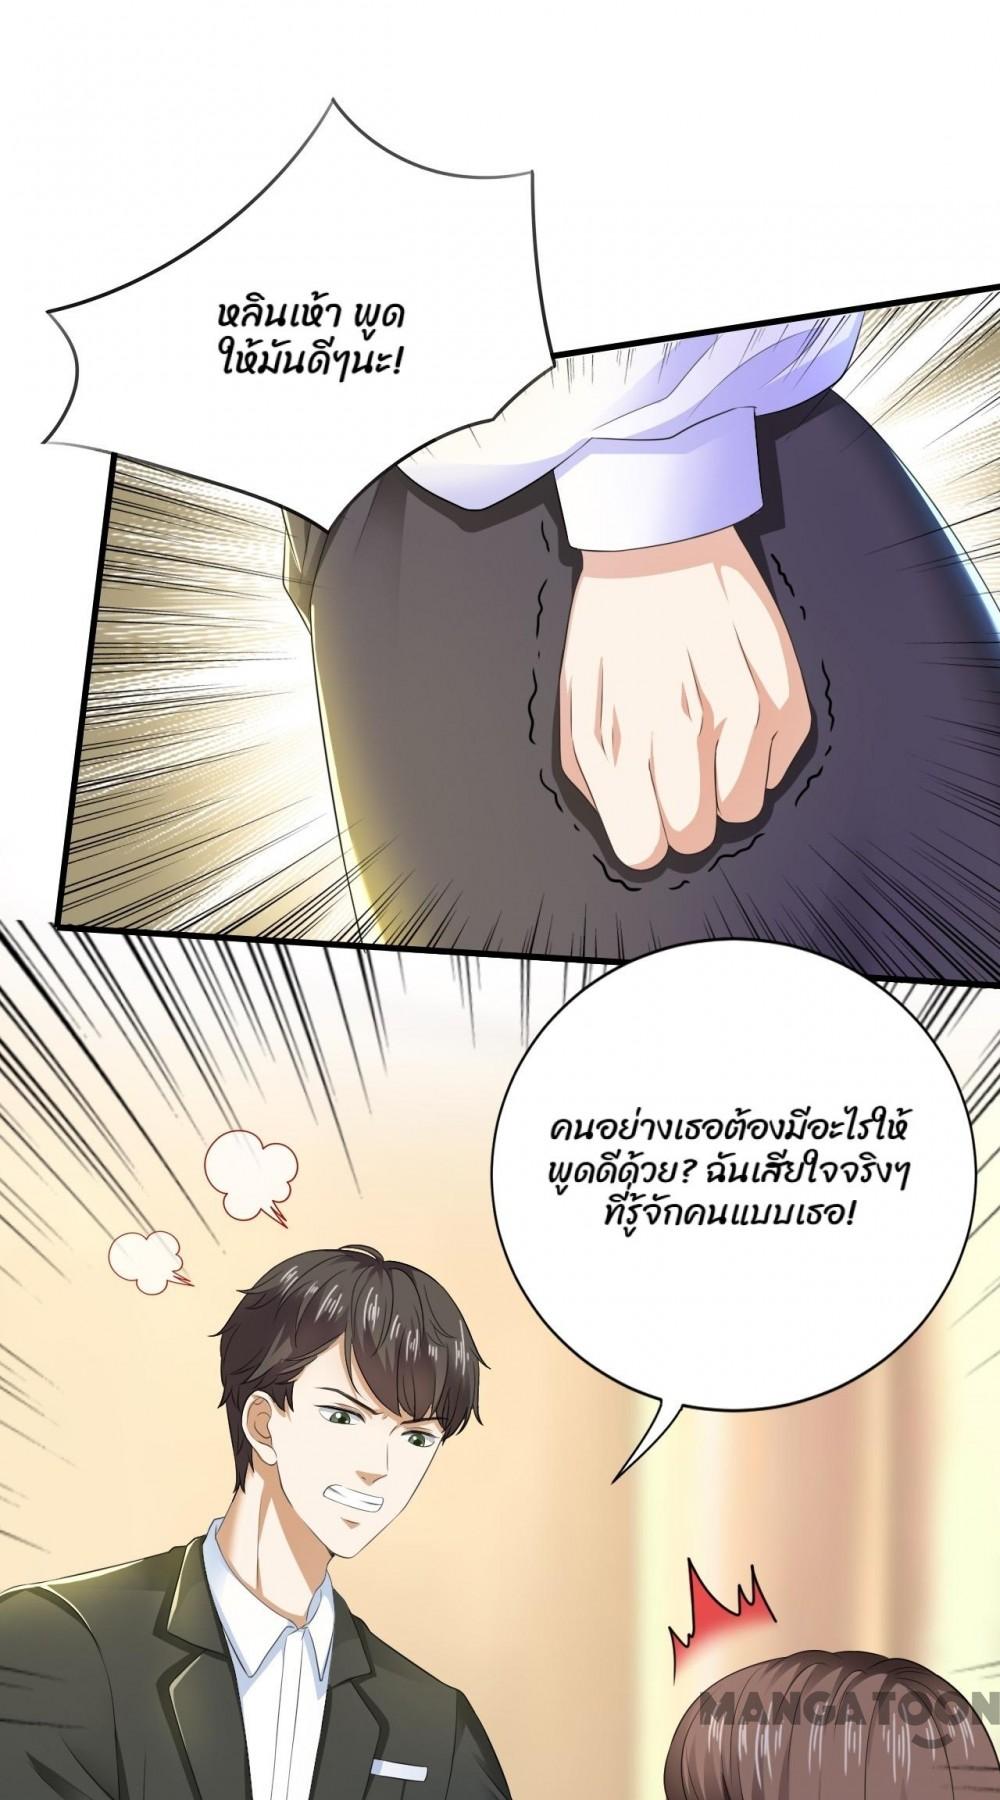 หลินเห้า พูด
ให้มันดีๆนะ!
คนอย่างเธอต้องมีอะไรให้
พูดดีด้วย? ฉันเสียใจจริงๆ
ที่รู้จักคนแบบเธอ!
MANGATOON